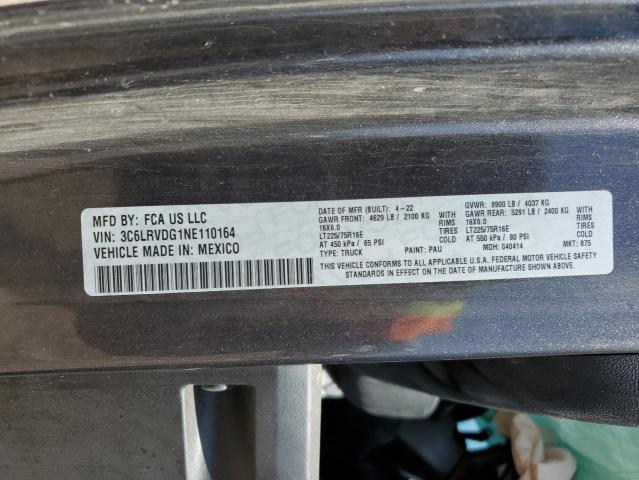 MFD BY: FCA US LLC
VIN: 3C6LRVDG1NE110164
VEHICLE MADE IN: MEXICO
DATE OF MFR (BUILT): 4-22 GVWR: 8900 LB / 4037 KG
GAWR FRONT: 4629 LB / 2100 KG WITH GAWR REAR: 5291 LB / 2400 KG WITH
16X6.0 RIMS 16X6.0 RIMS
LT225/75R16E TIRES LT225/75R16E TIRES
AT 450 kPa / 65 PSI COLD AT 550 kPa / 80 PSI COLD
TYPE: TRUCK PAINT: PAU MDH: 040414 MKT: 875
THIS VEHICLE CONFORMS TO ALL APPLICABLE U.S.A. FEDERAL MOTOR VEHICLE SAFETY
STANDARDS IN EFFECT ON THE DATE OF MANUFACTURE SHOWN ABOVE.